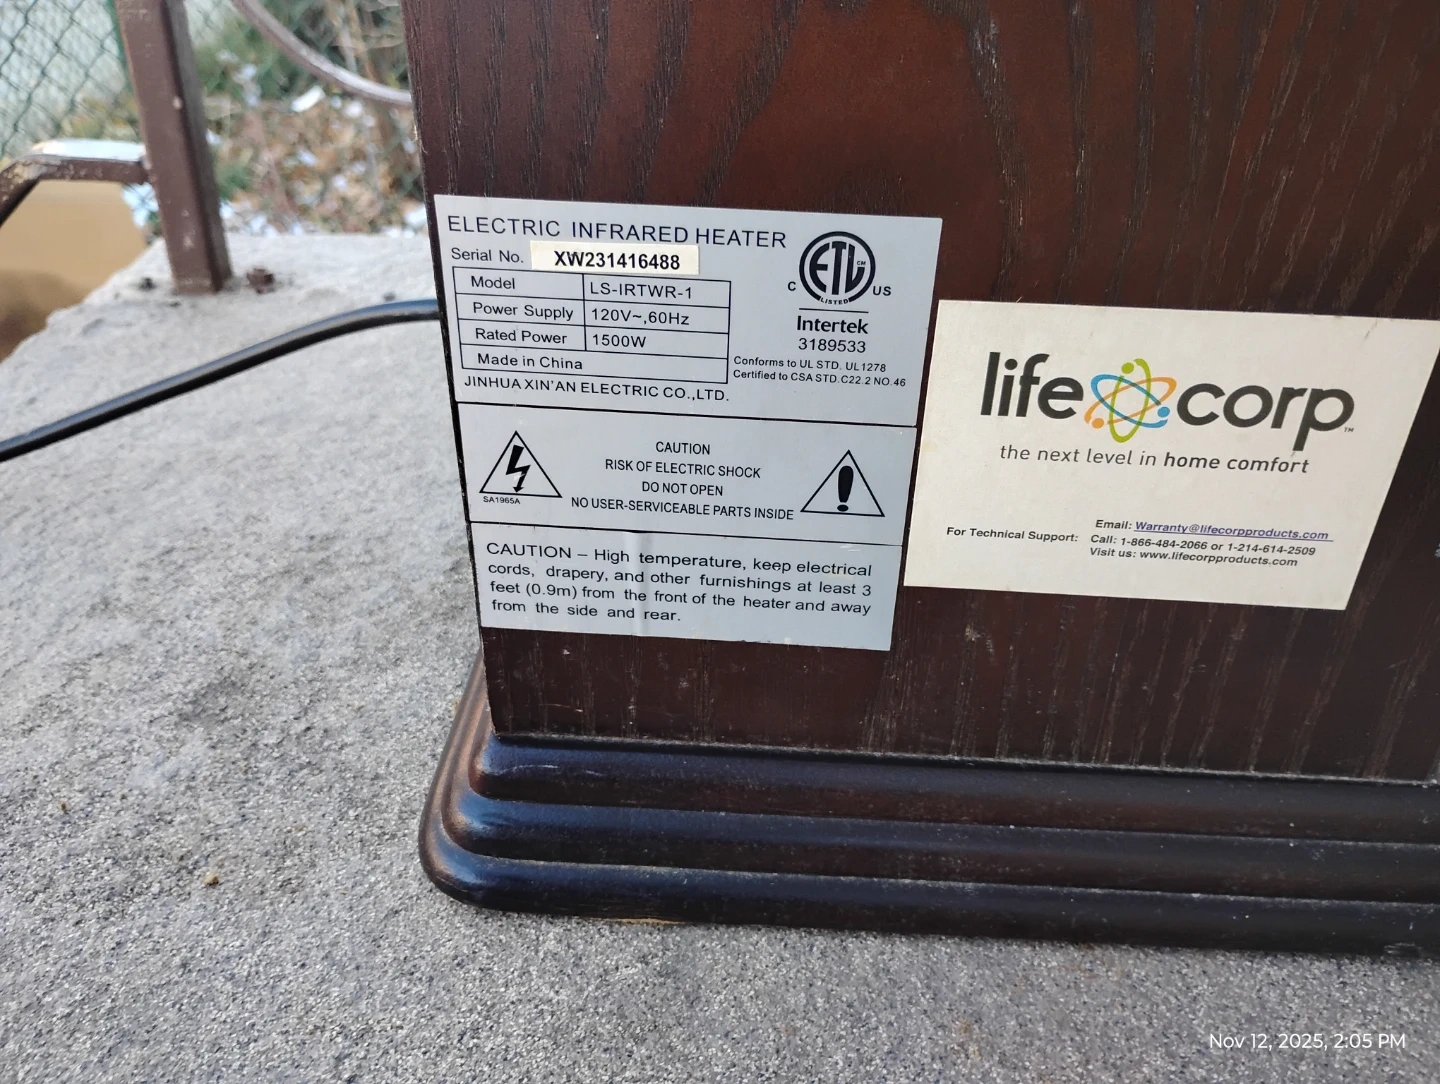 ELECTRIC INFRARED HEATER
Serial No. XW231416488
Model LS-IRTWR-1
Power Supply 120V~,60Hz
Rated Power 1500W
Made in China
JINHUA XIN'AN ELECTRIC CO.,LTD.
ETL CM
LISTED
C US
Intertek
3189533
Conforms to UL STD. UL1278
Certified to CSA STD.C22.2 NO.46
SA1965A
CAUTION
RISK OF ELECTRIC SHOCK
DO NOT OPEN
NO USER-SERVICEABLE PARTS INSIDE
CAUTION – High temperature, keep electrical
cords, drapery, and other furnishings at least 3
feet (0.9m) from the front of the heater and away
from the side and rear.
life corp™
the next level in home comfort
For Technical Support:
Email: Warranty@lifecorpproducts.com
Call: 1-866-484-2066 or 1-214-614-2509
Visit us: www.lifecorpproducts.com
Nov 12, 2025, 2:05 PM